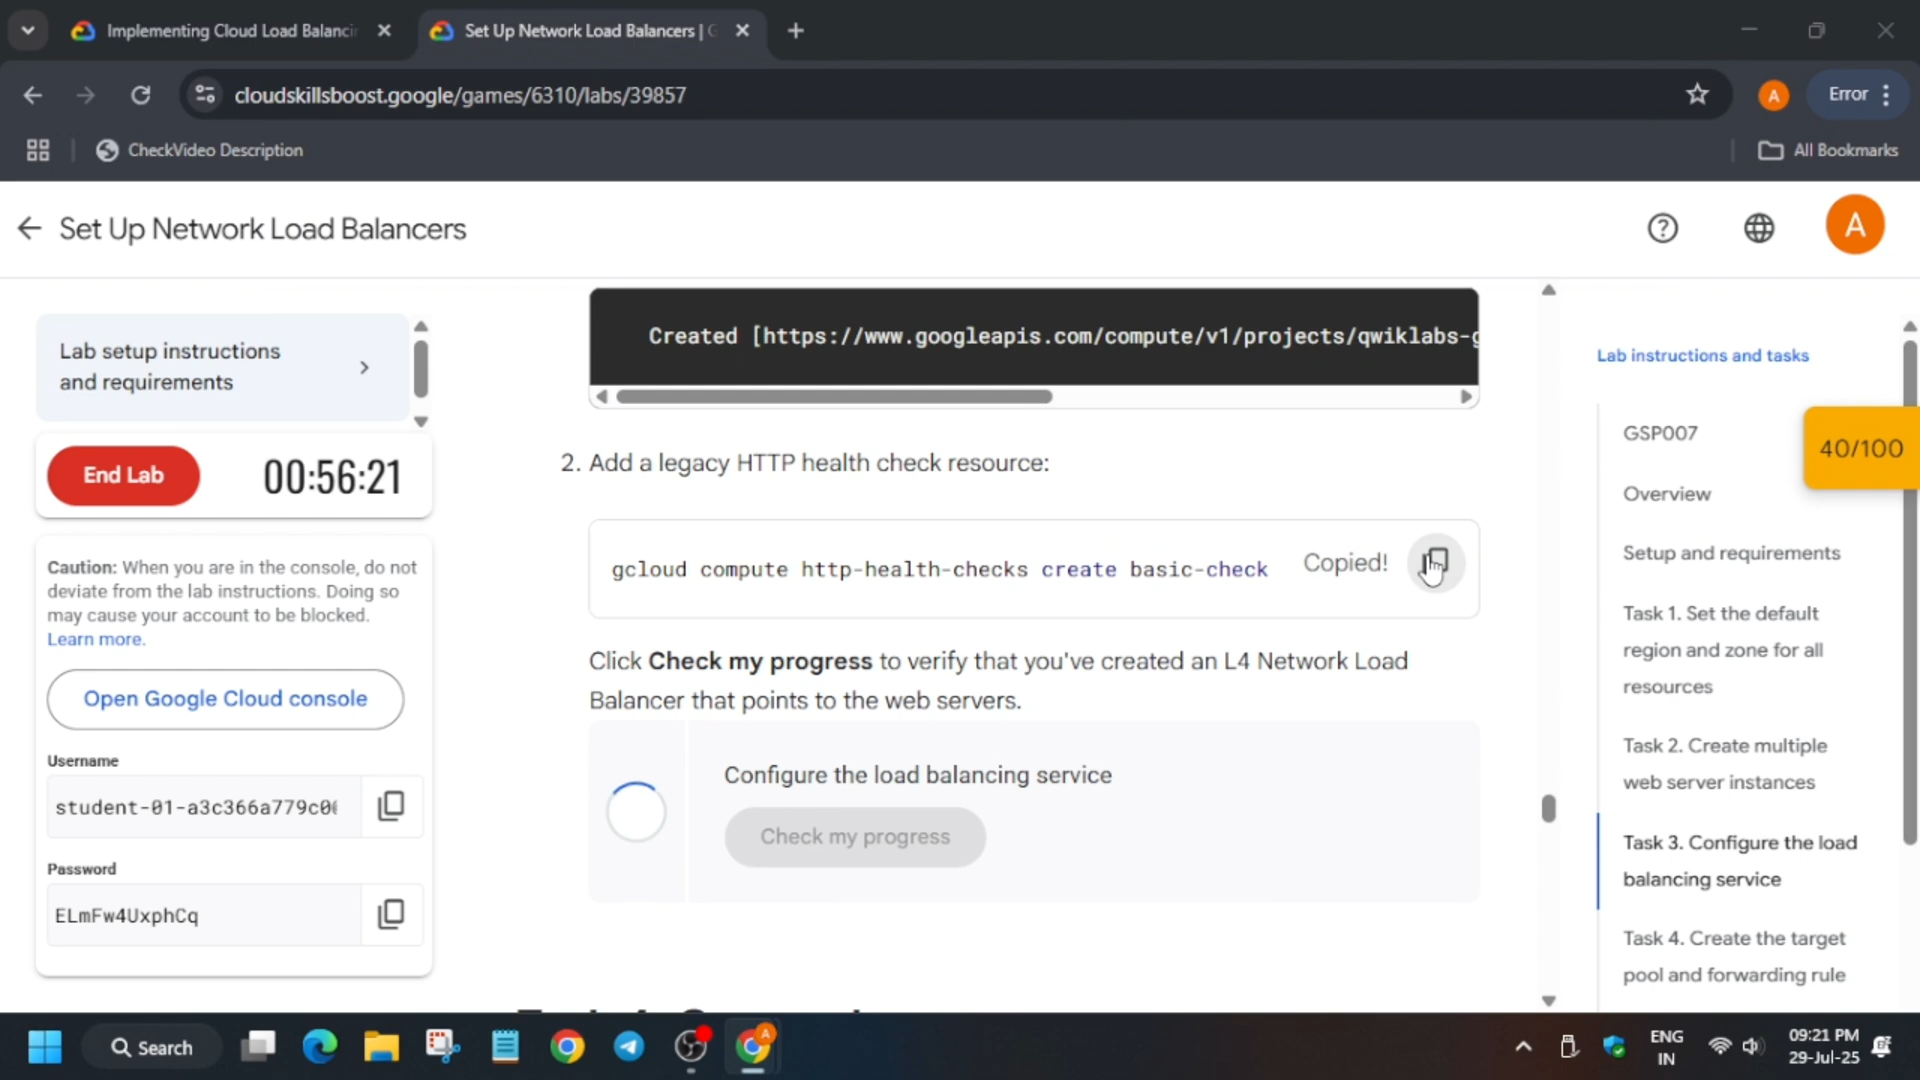 Implementing Cloud Load Balancin
Set Up Network Load Balancers | G
cloudskillsboost.google/games/6310/labs/39857
A
Error
CheckVideo Description
All Bookmarks
Set Up Network Load Balancers
A
Lab setup instructions
and requirements
End Lab
00:56:21
Caution: When you are in the console, do not
deviate from the lab instructions. Doing so
may cause your account to be blocked.
Learn more.
Open Google Cloud console
Username
student-01-a3c366a779c0
Password
ELmFw4UxphCq
Created [https://www.googleapis.com/compute/v1/projects/qwiklabs-g
2. Add a legacy HTTP health check resource:
gcloud compute http-health-checks create basic-check
Copied!
Click Check my progress to verify that you've created an L4 Network Load
Balancer that points to the web servers.
Configure the load balancing service
Check my progress
Lab instructions and tasks
GSP007
40/100
Overview
Setup and requirements
Task 1. Set the default
region and zone for all
resources
Task 2. Create multiple
web server instances
Task 3. Configure the load
balancing service
Task 4. Create the target
pool and forwarding rule
Search
A
ENG
IN
09:21 PM
29-Jul-25